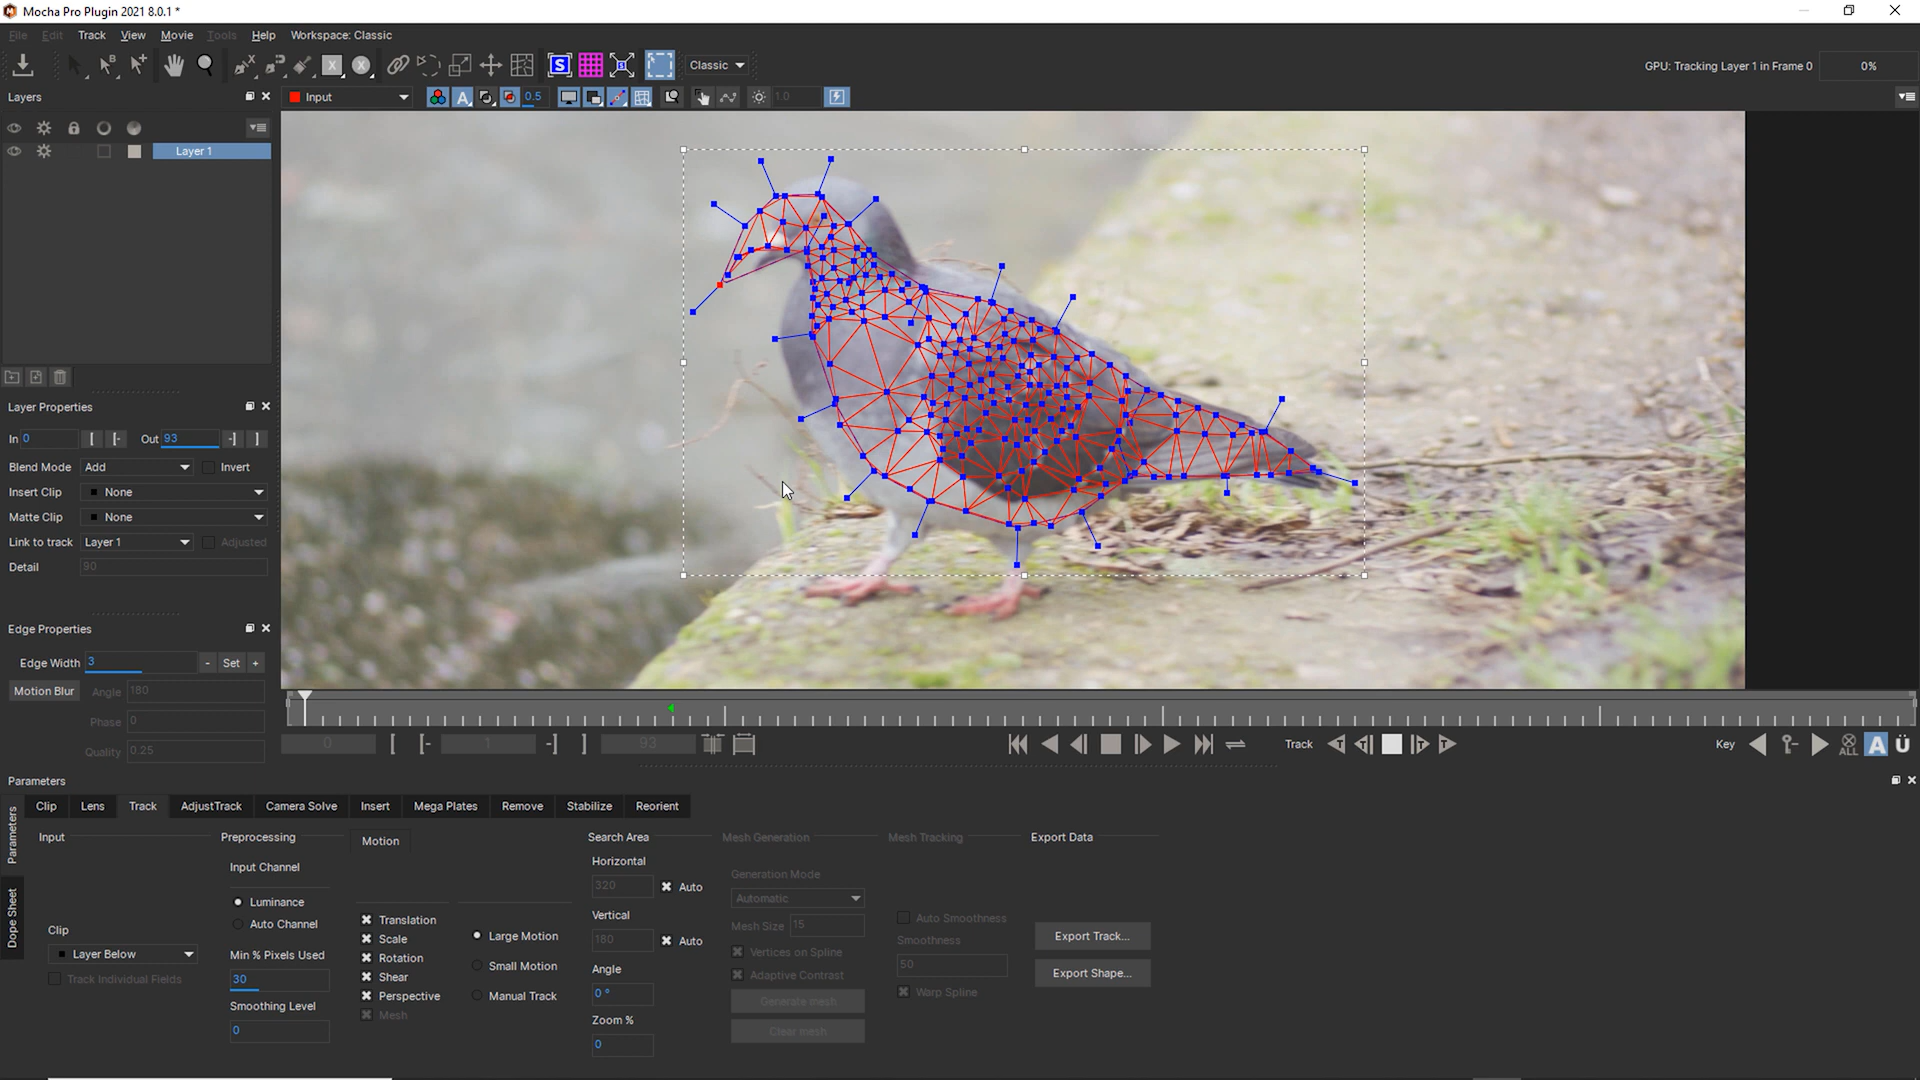 Mocha Pro Plugin 2021 8.0.1 *
File Edit Track View Movie Tools Help Workspace: Classic
Classic
GPU: Tracking Layer 1 in Frame 0 0%
Layers
Input
0.5
1.0
Layer 1
Layer Properties
In 0 Out 93
Blend Mode Add Invert
Insert Clip None
Matte Clip None
Link to track Layer 1 Adjusted
Detail 90
Edge Properties
Edge Width 3 - Set +
Motion Blur Angle 180
Phase 0
Quality 0.25
0 1 93
Track
Key
ALL
Parameters
Clip Lens Track AdjustTrack Camera Solve Insert Mega Plates Remove Stabilize Reorient
Parameters
Dope Sheet
Input
Clip
Layer Below
Track Individual Fields
Preprocessing
Input Channel
Luminance
Auto Channel
Min % Pixels Used
30
Smoothing Level
0
Motion
Translation
Scale
Rotation
Shear
Perspective
Mesh
Large Motion
Small Motion
Manual Track
Search Area
Horizontal
320 Auto
Vertical
180 Auto
Angle
0 °
Zoom %
0
Mesh Generation
Generation Mode
Automatic
Mesh Size 15
Vertices on Spline
Adaptive Contrast
Generate mesh
Clear mesh
Mesh Tracking
Auto Smoothness
Smoothness
50
Warp Spline
Export Data
Export Track...
Export Shape...